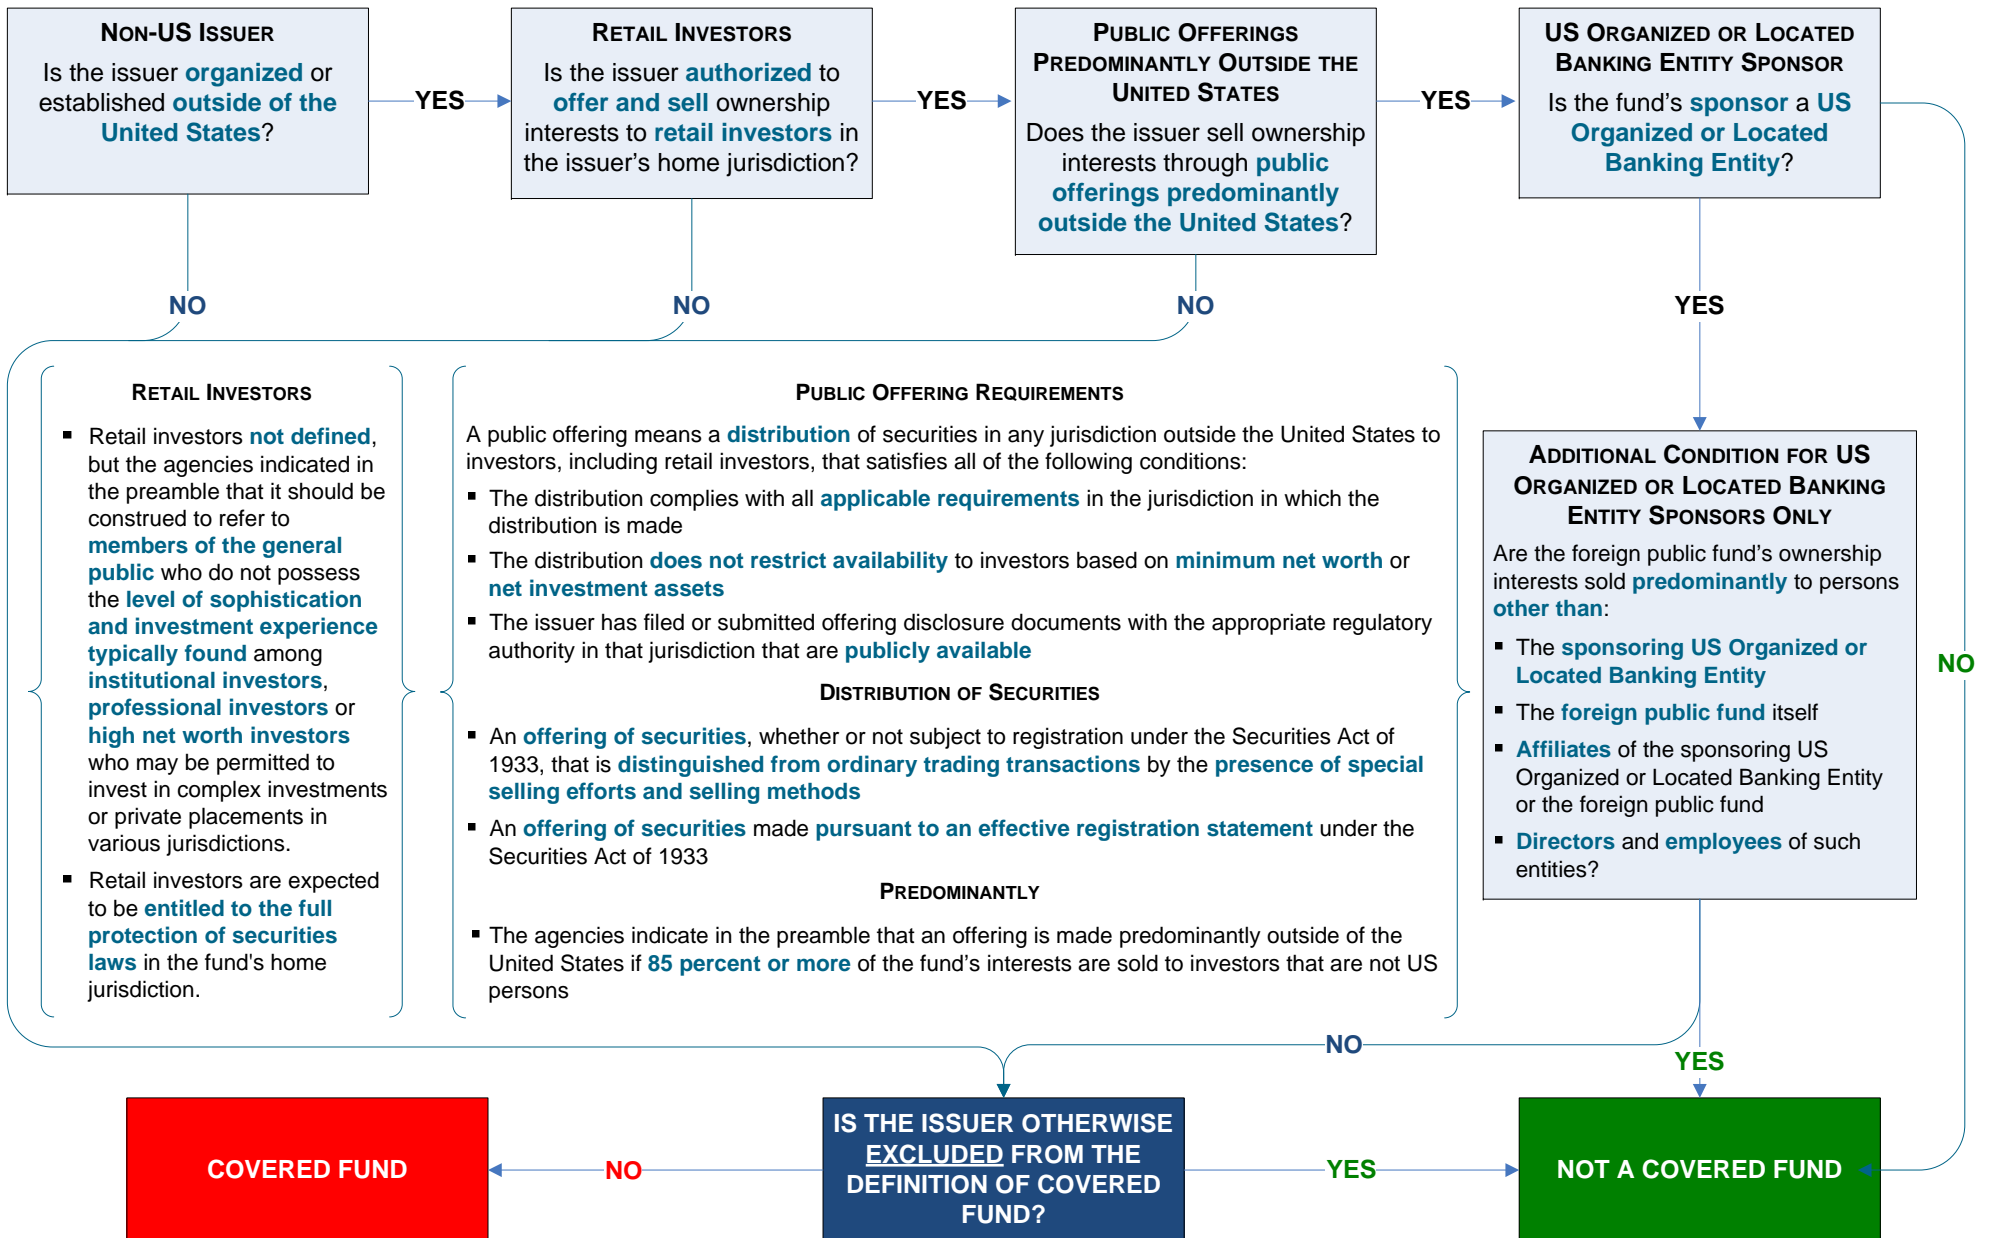 NON-US ISSUER
Is the issuer organized or
established outside of the
United States?
YES
RETAIL INVESTORS
Is the issuer authorized to
offer and sell ownership
interests to retail investors in
the issuer's home jurisdiction?
YES
PUBLIC OFFERINGS
PREDOMINANTLY OUTSIDE THE
UNITED STATES
Does the issuer sell ownership
interests through public
offerings predominantly
outside the United States?
YES
US ORGANIZED OR LOCATED
BANKING ENTITY SPONSOR
Is the fund's sponsor a US
Organized or Located
Banking Entity?
NO
NO
NO
YES
RETAIL INVESTORS
▪ Retail investors not defined,
but the agencies indicated in
the preamble that it should be
construed to refer to
members of the general
public who do not possess
the level of sophistication
and investment experience
typically found among
institutional investors,
professional investors or
high net worth investors
who may be permitted to
invest in complex investments
or private placements in
various jurisdictions.
▪ Retail investors are expected
to be entitled to the full
protection of securities
laws in the fund's home
jurisdiction.
PUBLIC OFFERING REQUIREMENTS
A public offering means a distribution of securities in any jurisdiction outside the United States to
investors, including retail investors, that satisfies all of the following conditions:
▪ The distribution complies with all applicable requirements in the jurisdiction in which the
distribution is made
▪ The distribution does not restrict availability to investors based on minimum net worth or
net investment assets
▪ The issuer has filed or submitted offering disclosure documents with the appropriate regulatory
authority in that jurisdiction that are publicly available
DISTRIBUTION OF SECURITIES
▪ An offering of securities, whether or not subject to registration under the Securities Act of
1933, that is distinguished from ordinary trading transactions by the presence of special
selling efforts and selling methods
▪ An offering of securities made pursuant to an effective registration statement under the
Securities Act of 1933
PREDOMINANTLY
▪ The agencies indicate in the preamble that an offering is made predominantly outside of the
United States if 85 percent or more of the fund's interests are sold to investors that are not US
persons
ADDITIONAL CONDITION FOR US
ORGANIZED OR LOCATED BANKING
ENTITY SPONSORS ONLY
Are the foreign public fund's ownership
interests sold predominantly to persons
other than:
▪ The sponsoring US Organized or
Located Banking Entity
▪ The foreign public fund itself
▪ Affiliates of the sponsoring US
Organized or Located Banking Entity
or the foreign public fund
▪ Directors and employees of such
entities?
NO
NO
YES
COVERED FUND
NO
IS THE ISSUER OTHERWISE
EXCLUDED FROM THE
DEFINITION OF COVERED
FUND?
YES
NOT A COVERED FUND